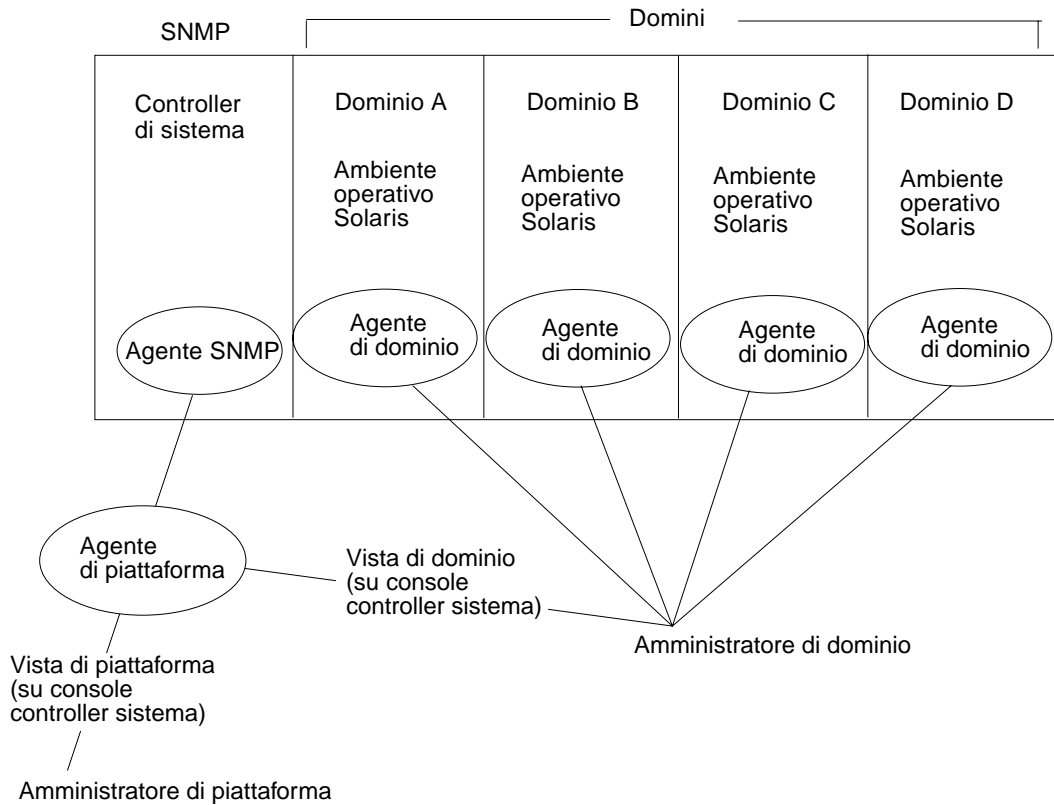 SNMP
Domini
Controller
di sistema
Dominio A
Dominio B
Dominio C
Dominio D
Ambiente
operativo
Solaris
Ambiente
operativo
Solaris
Ambiente
operativo
Solaris
Ambiente
operativo
Solaris
Agente SNMP
Agente
di dominio
Agente
di dominio
Agente
di dominio
Agente
di dominio
Agente
di piattaforma
Vista di dominio
(su console
controller sistema)
Amministratore di dominio
Vista di piattaforma
(su console
controller sistema)
Amministratore di piattaforma